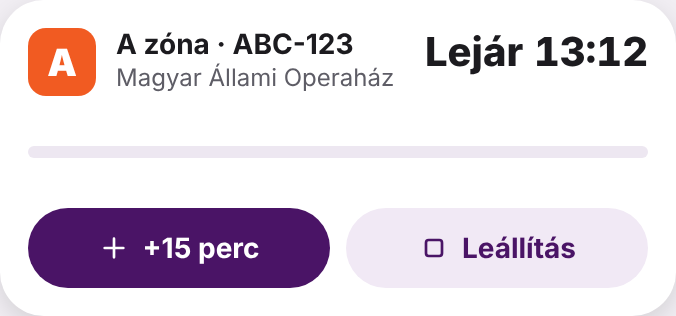 A
A zóna · ABC-123
Magyar Állami Operaház
Lejár 13:12
+15 perc
Leállítás